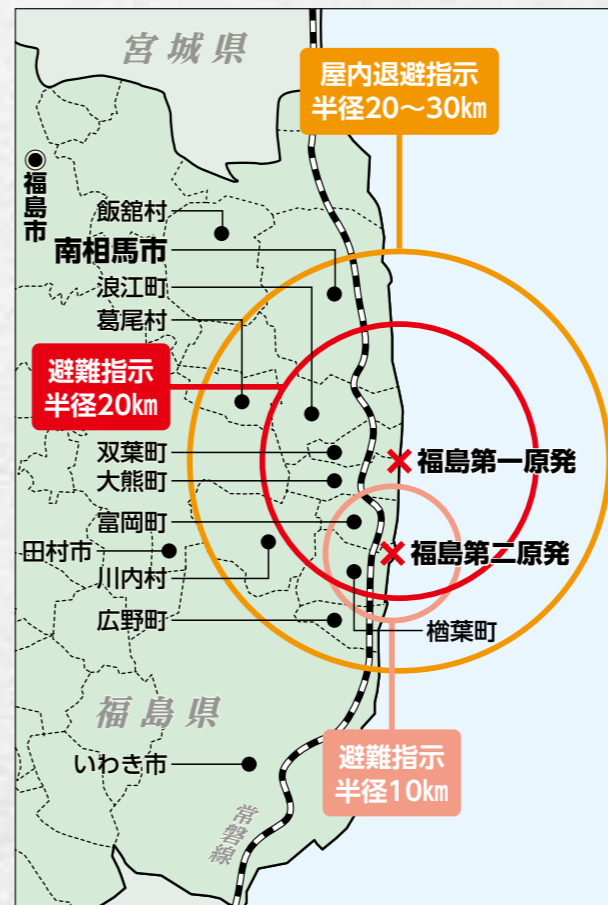 宮城県
屋内退避指示
半径20〜30㎞
福島市
飯舘村
南相馬市
浪江町
葛尾村
避難指示
半径20㎞
双葉町
大熊町
福島第一原発
富岡町
田村市
福島第二原発
川内村
広野町
楢葉町
福島県
避難指示
半径10㎞
いわき市
常磐線